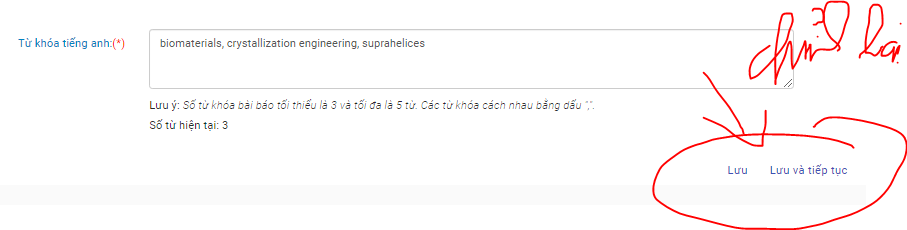 Từ khóa tiếng anh:(*)
biomaterials, crystallization engineering, suprahelices
chỉnh lại
Lưu ý: Số từ khóa bài báo tối thiểu là 3 và tối đa là 5 từ. Các từ khóa cách nhau bằng dấu ",".
Số từ hiện tại: 3
Lưu Lưu và tiếp tục